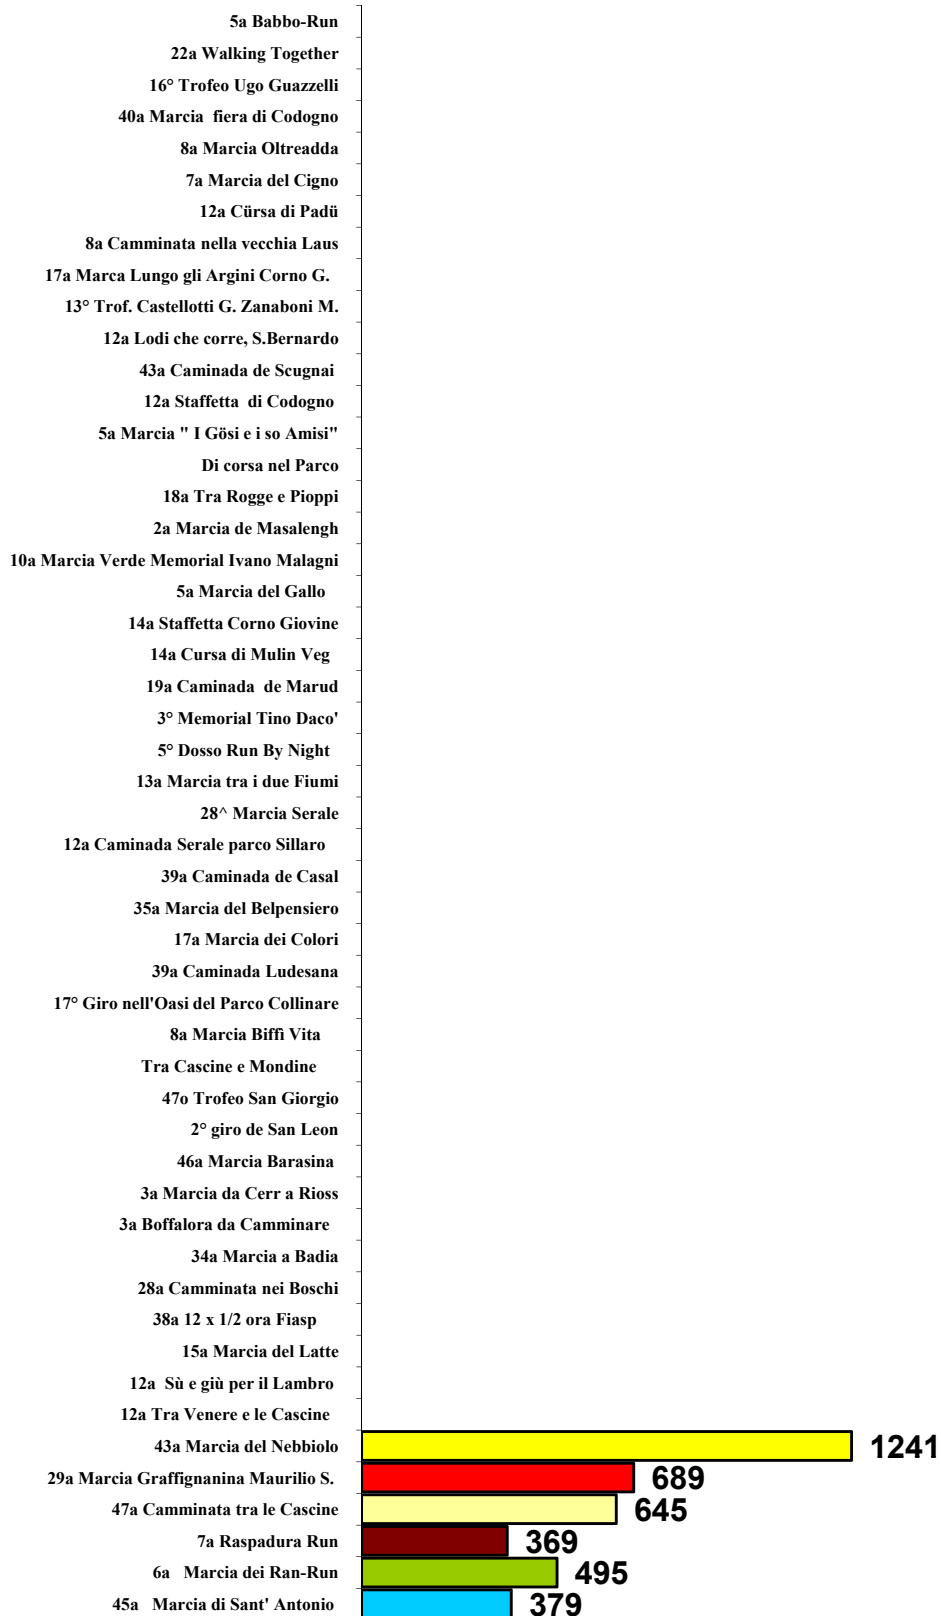 5a Babbo-Run
22a Walking Together
16° Trofeo Ugo Guazzelli
40a Marcia  fiera di Codogno
8a Marcia Oltreadda
7a Marcia del Cigno
12a Cürsa di Padü
8a Camminata nella vecchia Laus
17a Marca Lungo gli Argini Corno G.
13° Trof. Castellotti G. Zanaboni M.
12a Lodi che corre, S.Bernardo
43a Caminada de Scugnai
12a Staffetta  di Codogno
5a Marcia " I Gösi e i so Amisi"
Di corsa nel Parco
18a Tra Rogge e Pioppi
2a Marcia de Masalengh
10a Marcia Verde Memorial Ivano Malagni
5a Marcia del Gallo
14a Staffetta Corno Giovine
14a Cursa di Mulin Veg
19a Caminada  de Marud
3° Memorial Tino Daco'
5° Dosso Run By Night
13a Marcia tra i due Fiumi
28^ Marcia Serale
12a Caminada Serale parco Sillaro
39a Caminada de Casal
35a Marcia del Belpensiero
17a Marcia dei Colori
39a Caminada Ludesana
17° Giro nell'Oasi del Parco Collinare
8a Marcia Biffi Vita
Tra Cascine e Mondine
47o Trofeo San Giorgio
2° giro de San Leon
46a Marcia Barasina
3a Marcia da Cerr a Rioss
3a Boffalora da Camminare
34a Marcia a Badia
28a Camminata nei Boschi
38a 12 x 1/2 ora Fiasp
15a Marcia del Latte
12a  Sù e giù per il Lambro
12a Tra Venere e le Cascine
43a Marcia del Nebbiolo 1241
29a Marcia Graffignanina Maurilio S. 689
47a Camminata tra le Cascine 645
7a Raspadura Run 369
6a   Marcia dei Ran-Run 495
45a   Marcia di Sant' Antonio 379